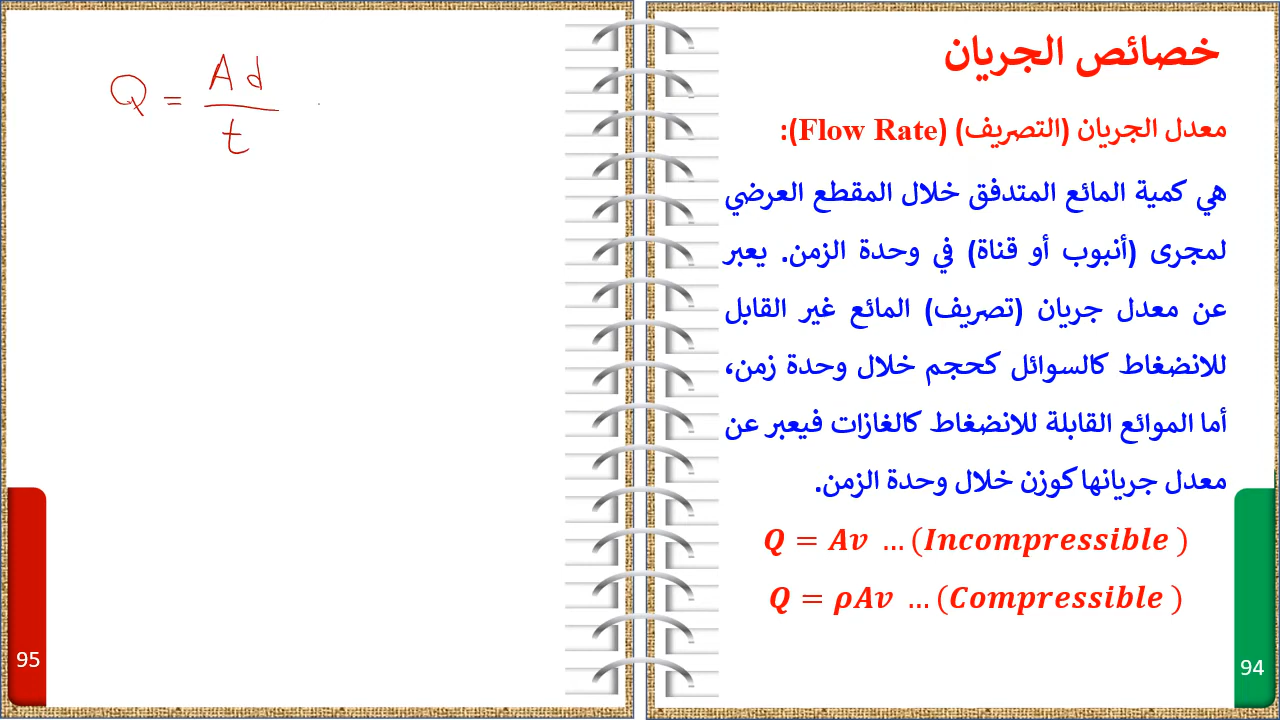 خصائص الجريان
معدل الجريان (التصريف) (Flow Rate):
هي كمية المائع المتدفق خلال المقطع العرضي
لمجرى (أنبوب أو قناة) في وحدة الزمن. يعبر
عن معدل جريان (تصريف) المائع غير القابل
للانضغاط كالسوائل كحجم خلال وحدة زمن،
أما الموائع القابلة للانضغاط كالغازات فيعبر عن
معدل جريانها كوزن خلال وحدة الزمن.
Q = Av ... (Incompressible )
Q = ρAv ... (Compressible )
94
Q = Ad / t
95